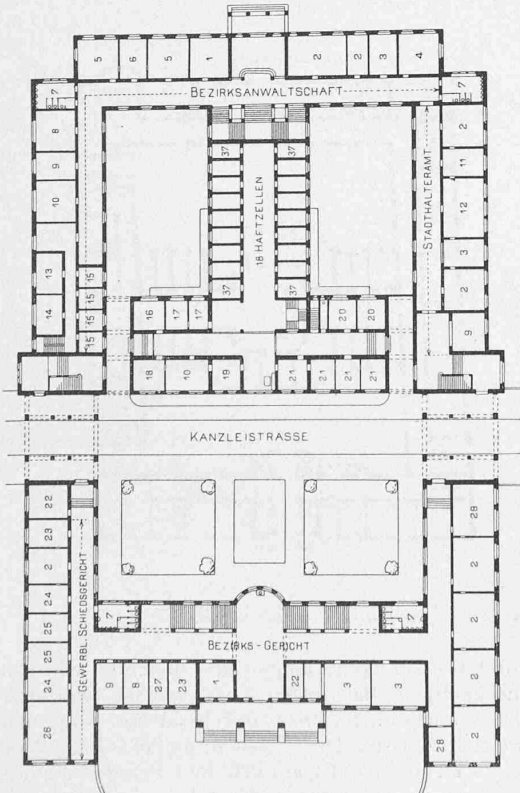 5 6 5 1 2 2 3 4
7 BEZIRKSANWALTSCHAFT 7
8 37 37 2
9 11
10 18 HAFTZELLEN STADTHALTERAMT 12
13 15 3
15 37 37 2
14 15 16 17 17 20 20 9
15
18 10 19 21 21 21 21
KANZLEISTRASSE
22 28
23
2 2
24
GEWERBL. SCHIEDSGERICHT
25 7 7 2
25 BEZIRKS-GERICHT
24 9 8 27 23 1 22 3 2
26 28 2